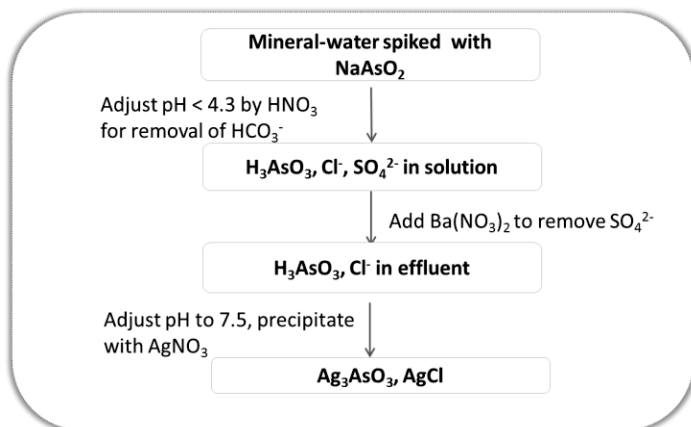 Mineral-water spiked with
NaAsO₂
Adjust pH < 4.3 by HNO₃
for removal of HCO₃⁻
H₃AsO₃, Cl⁻, SO₄²⁻ in solution
Add Ba(NO₃)₂ to remove SO₄²⁻
H₃AsO₃, Cl⁻ in effluent
Adjust pH to 7.5, precipitate
with AgNO₃
Ag₃AsO₃, AgCl